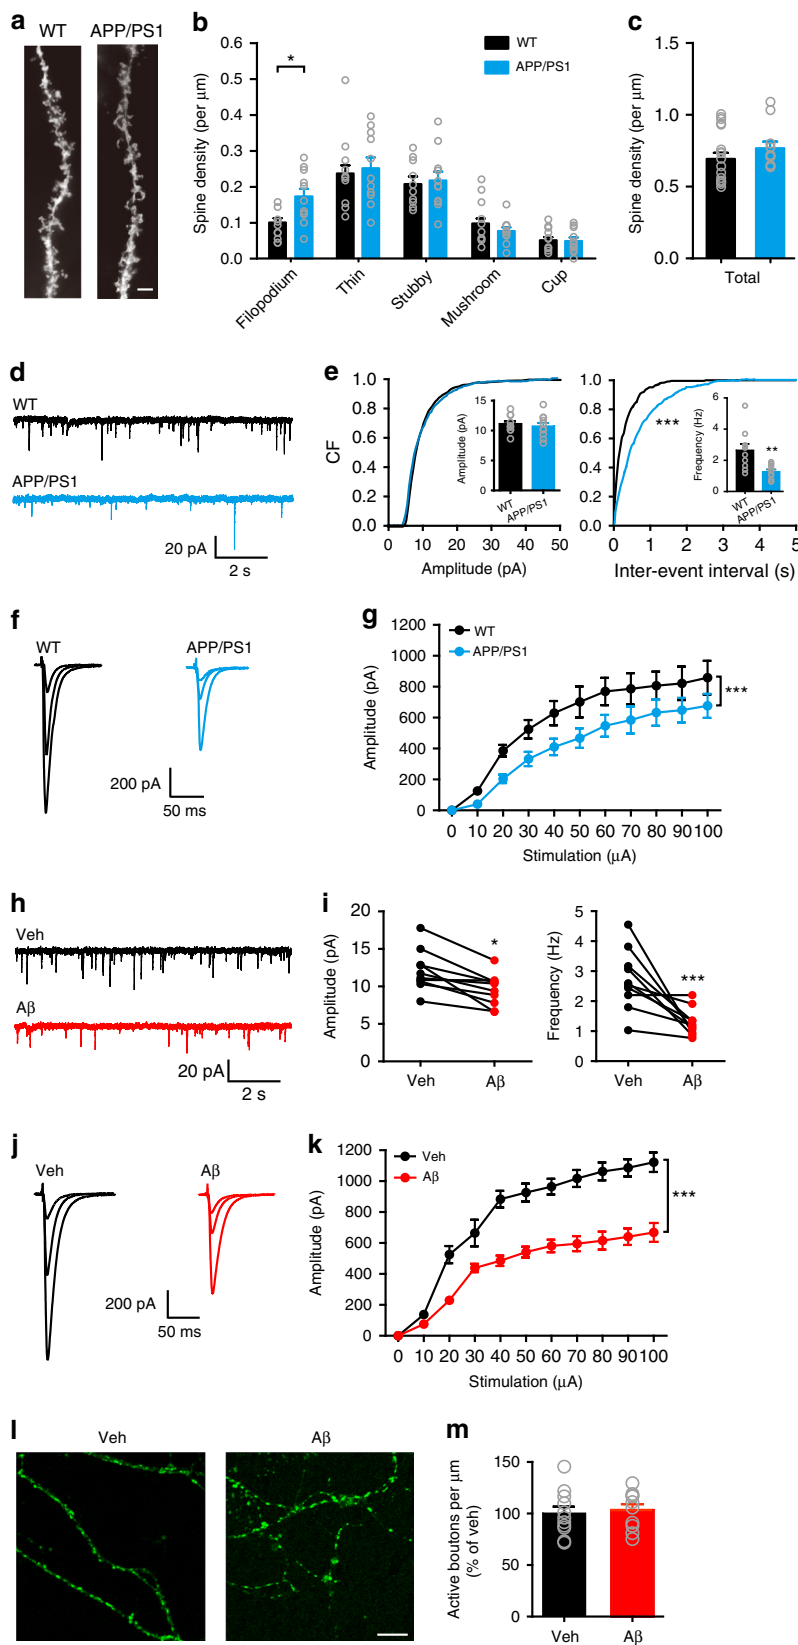 a
WT APP/PS1
b
Spine density (per μm)
0.6
0.5
0.4
0.3
0.2
0.1
0.0
*
WT
APP/PS1
Filopodium
Thin
Stubby
Mushroom
Cup
c
Spine density (per μm)
1.5
1.0
0.5
0.0
Total
d
WT
APP/PS1
20 pA
2 s
e
CF
1.0
0.8
0.6
0.4
0.2
0.0
0 10 20 30 40 50
Amplitude (pA)
Amplitude (pA)
15
10
5
0
WT
APP/PS1
1.0
0.8
0.6
0.4
0.2
0.0
0 1 2 3 4 5
Inter-event interval (s)
***
Frequency (Hz)
6
4
2
0
**
WT
APP/PS1
f
WT
APP/PS1
200 pA
50 ms
g
Amplitude (pA)
1200
1000
800
600
400
200
0
WT
APP/PS1
***
0 10 20 30 40 50 60 70 80 90 100
Stimulation (μA)
h
Veh
Aβ
20 pA
2 s
i
Amplitude (pA)
20
15
10
5
0
*
Veh Aβ
Frequency (Hz)
5
4
3
2
1
0
***
Veh Aβ
j
Veh
Aβ
200 pA
50 ms
k
Amplitude (pA)
1200
1000
800
600
400
200
0
Veh
Aβ
***
0 10 20 30 40 50 60 70 80 90 100
Stimulation (μA)
l
Veh Aβ
m
Active boutons per μm
(% of veh)
150
100
50
0
Veh Aβ